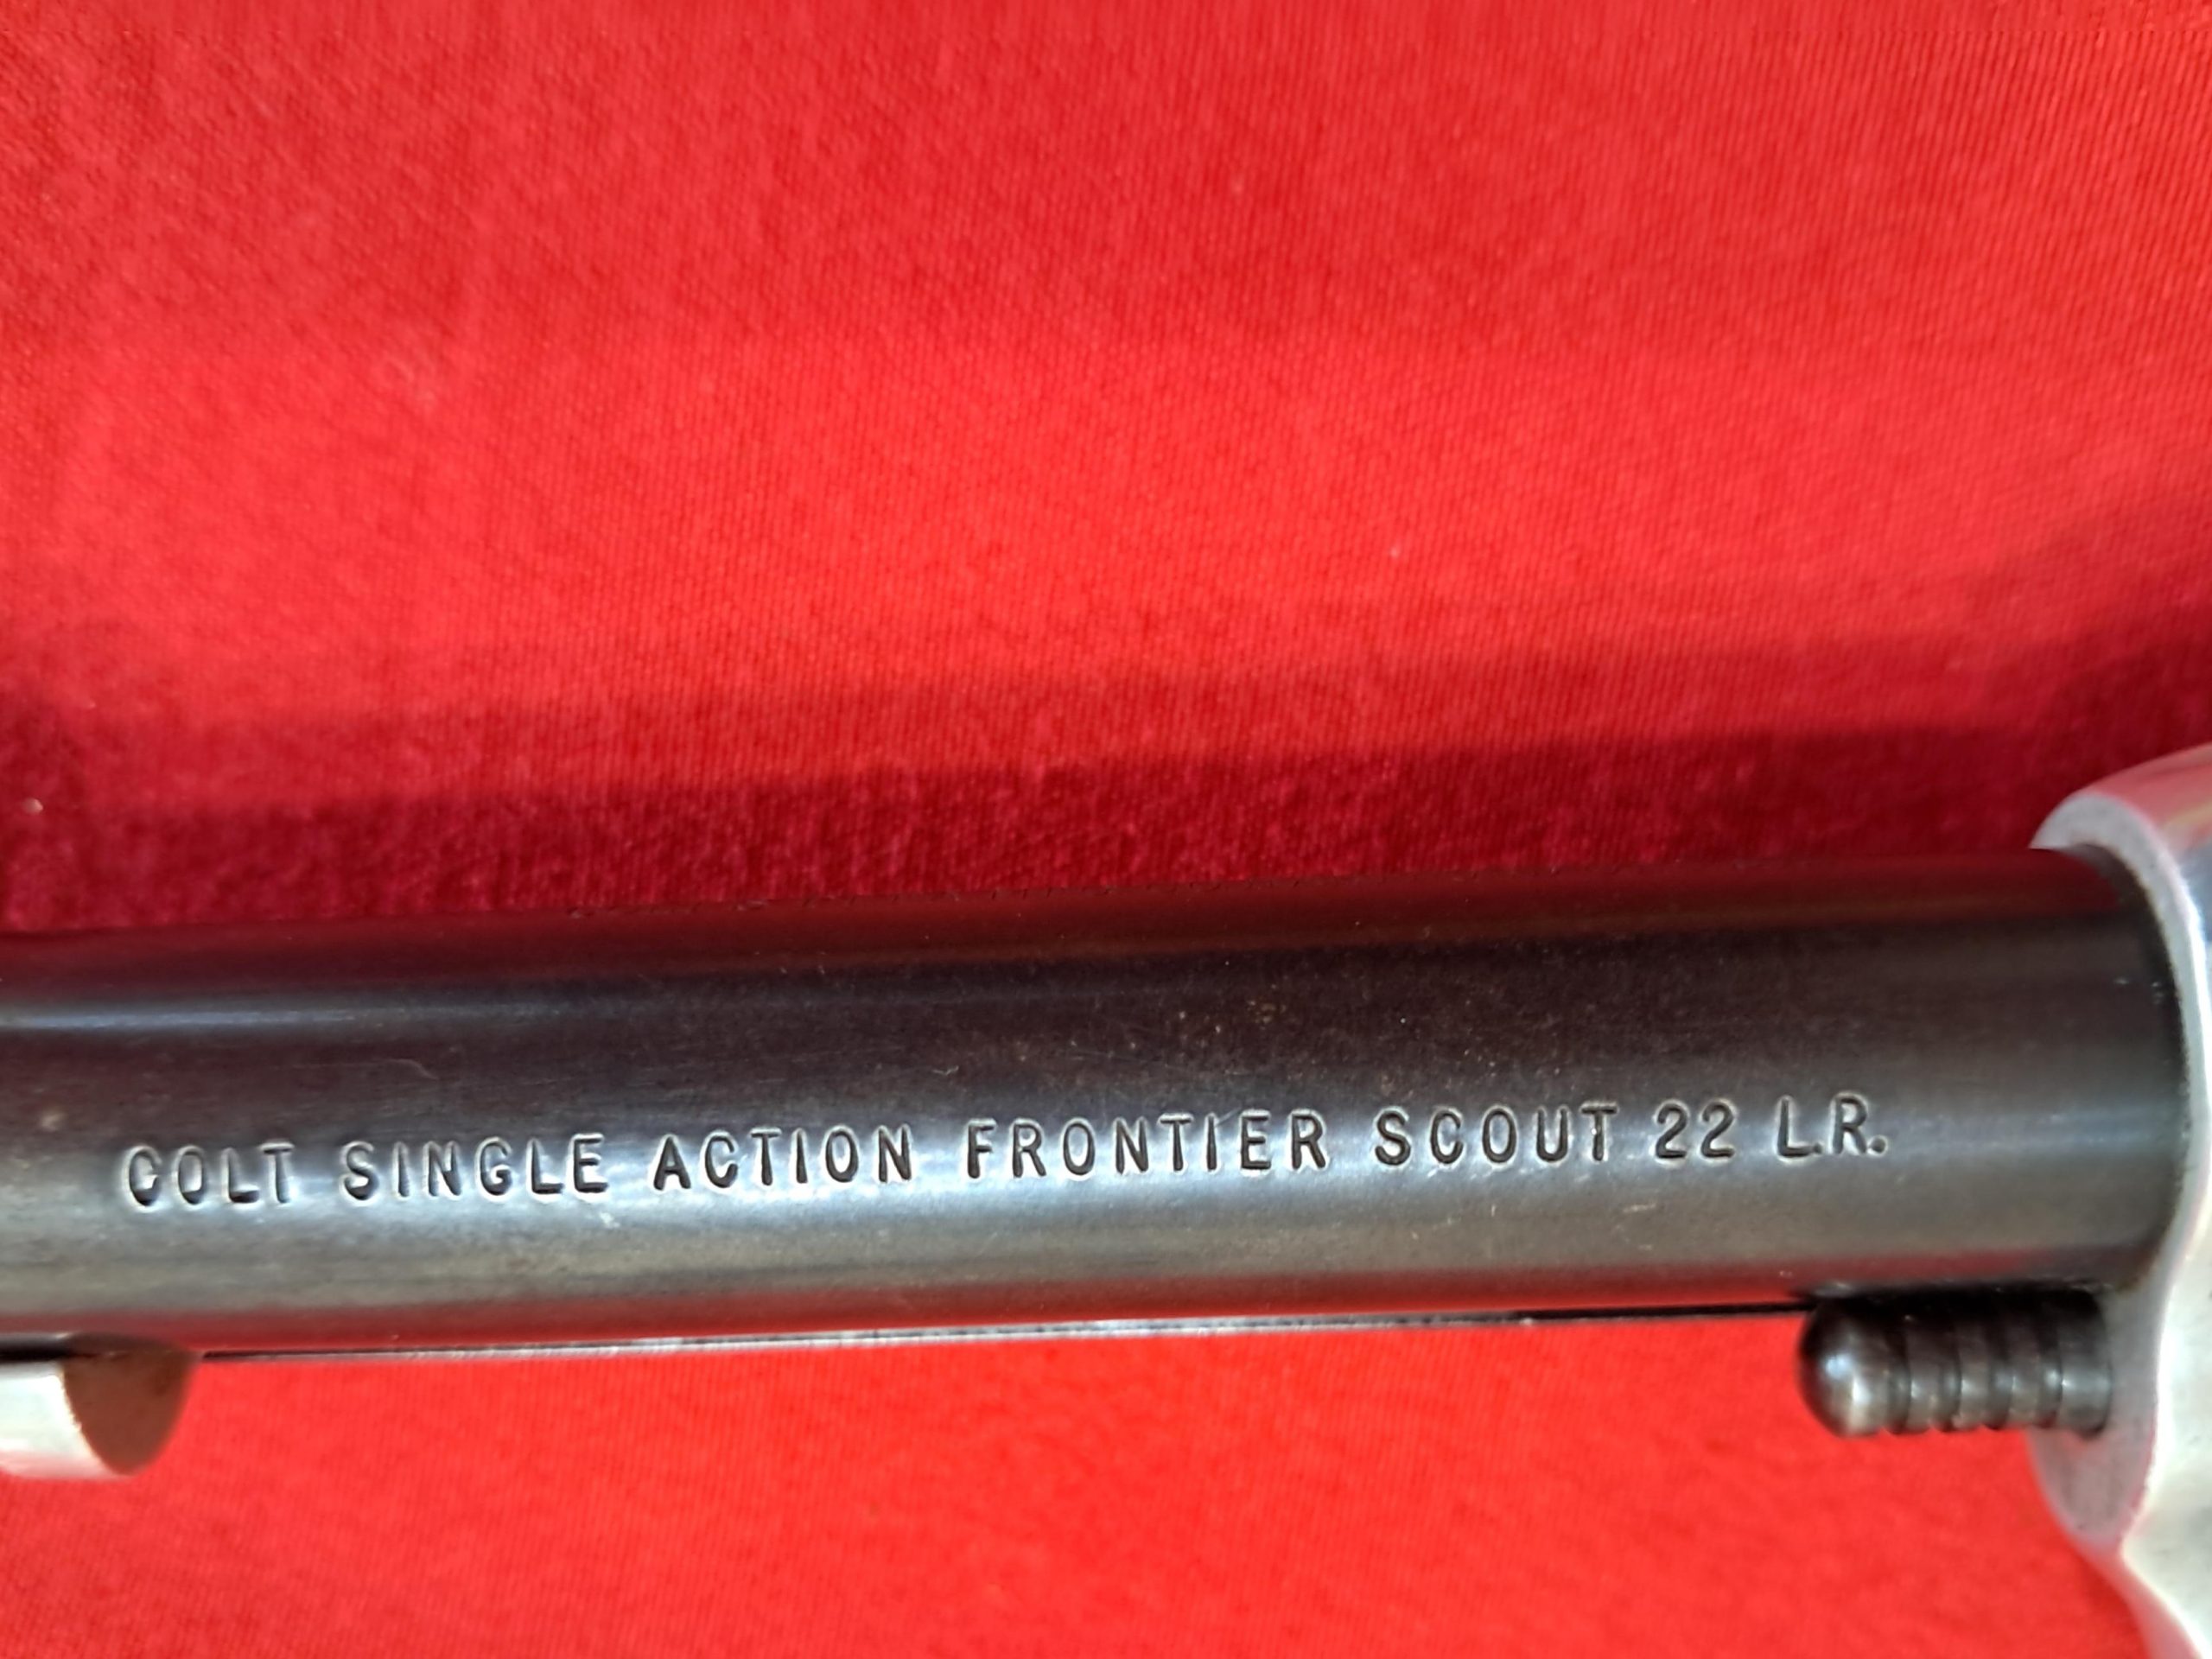 COLT SINGLE ACTION FRONTIER SCOUT 22 L.R.